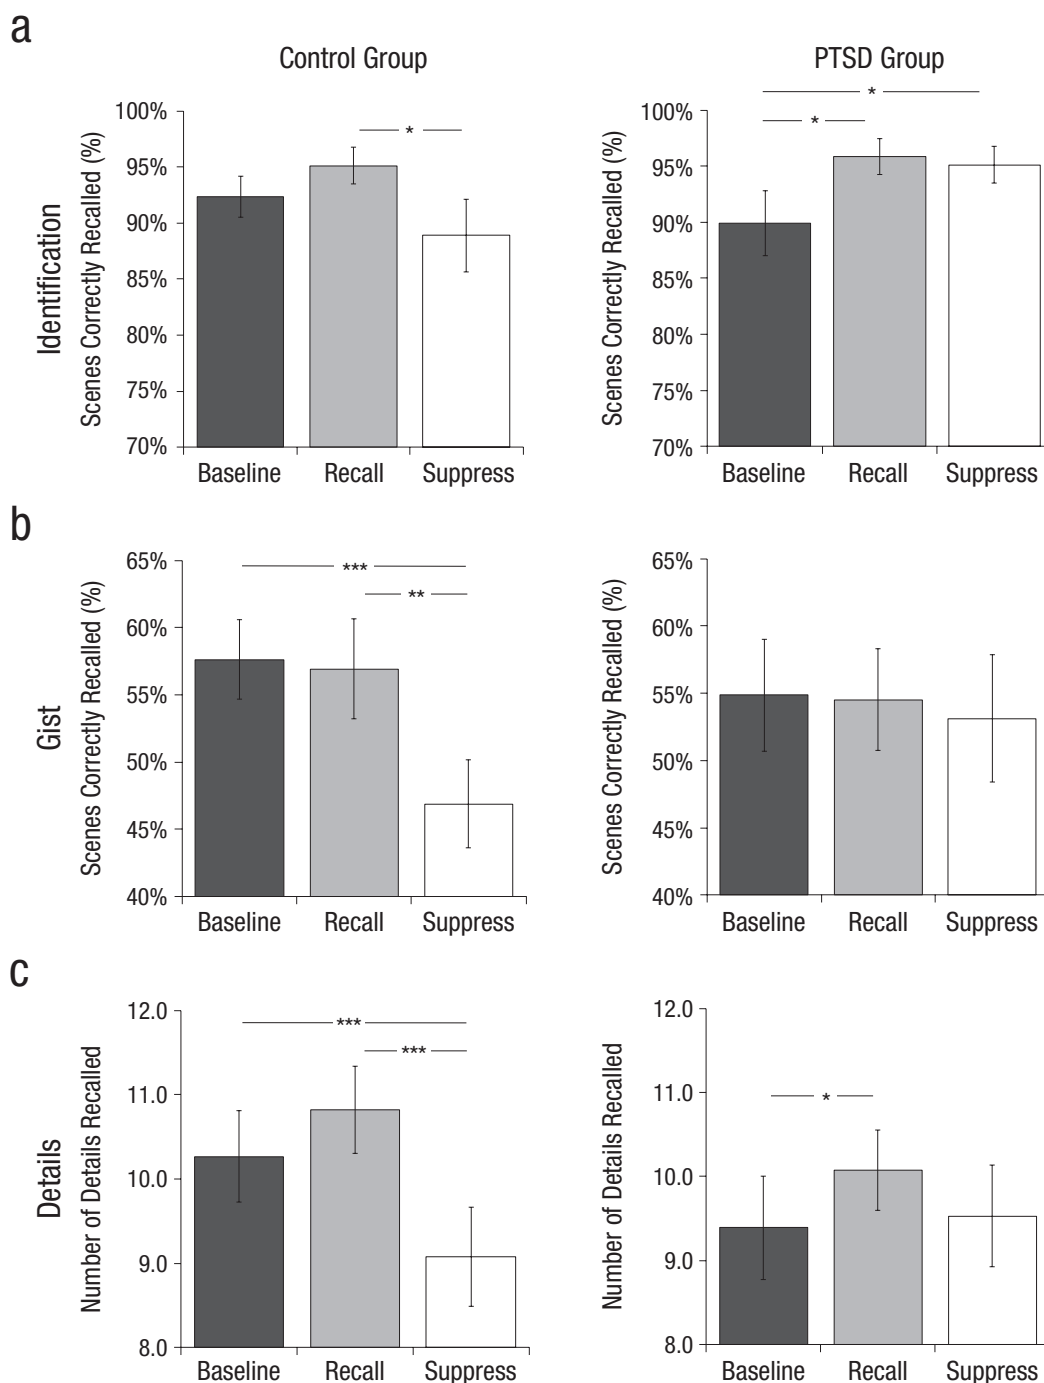 a
Control Group
PTSD Group
Identification
Scenes Correctly Recalled (%)
100%
95%
90%
85%
80%
75%
70%
*
Baseline Recall Suppress
Scenes Correctly Recalled (%)
100%
95%
90%
85%
80%
75%
70%
*
*
Baseline Recall Suppress
b
Gist
Scenes Correctly Recalled (%)
65%
60%
55%
50%
45%
40%
***
**
Baseline Recall Suppress
Scenes Correctly Recalled (%)
65%
60%
55%
50%
45%
40%
Baseline Recall Suppress
c
Details
Number of Details Recalled
12.0
11.0
10.0
9.0
8.0
***
***
Baseline Recall Suppress
Number of Details Recalled
12.0
11.0
10.0
9.0
8.0
*
Baseline Recall Suppress